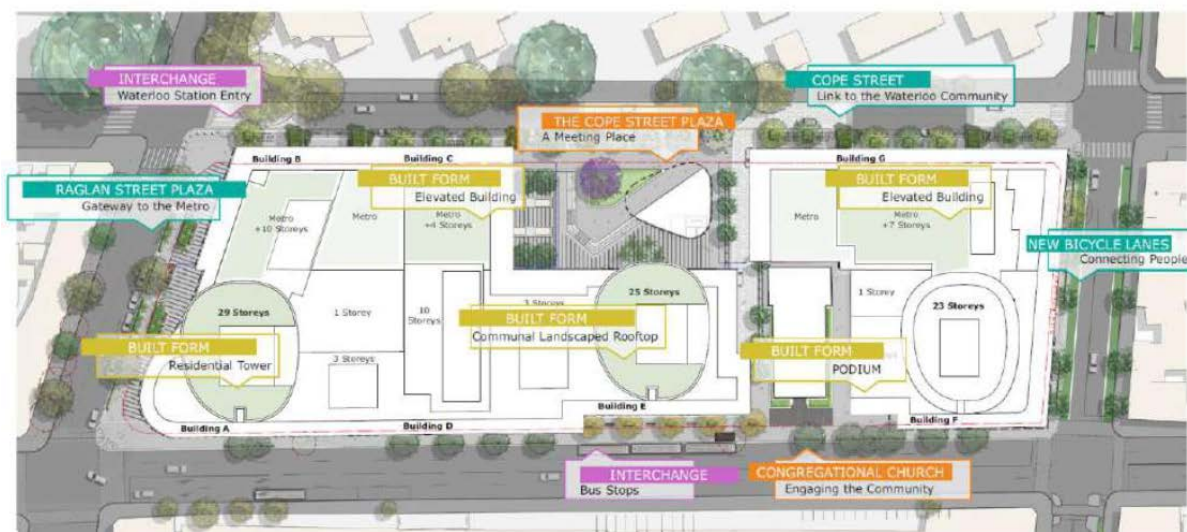 INTERCHANGE
Waterloo Station Entry
COPE STREET
Link to the Waterloo Community
THE COPE STREET PLAZA
A Meeting Place
Building B
Building C
Building G
RAGLAN STREET PLAZA
Gateway to the Metro
BUILT FORM
Elevated Building
BUILT FORM
Elevated Building
Metro
+10 Storeys
Metro
Metro
+4 Storeys
Metro
Metro
+7 Storeys
NEW BICYCLE LANES
Connecting People
29 Storeys
1 Storey
10
Storeys
3 Storeys
25 Storeys
1 Storey
23 Storeys
BUILT FORM
Communal Landscaped Rooftop
BUILT FORM
Residential Tower
3 Storeys
BUILT FORM
PODIUM
Building A
Building D
Building E
Building F
INTERCHANGE
Bus Stops
CONGREGATIONAL CHURCH
Engaging the Community